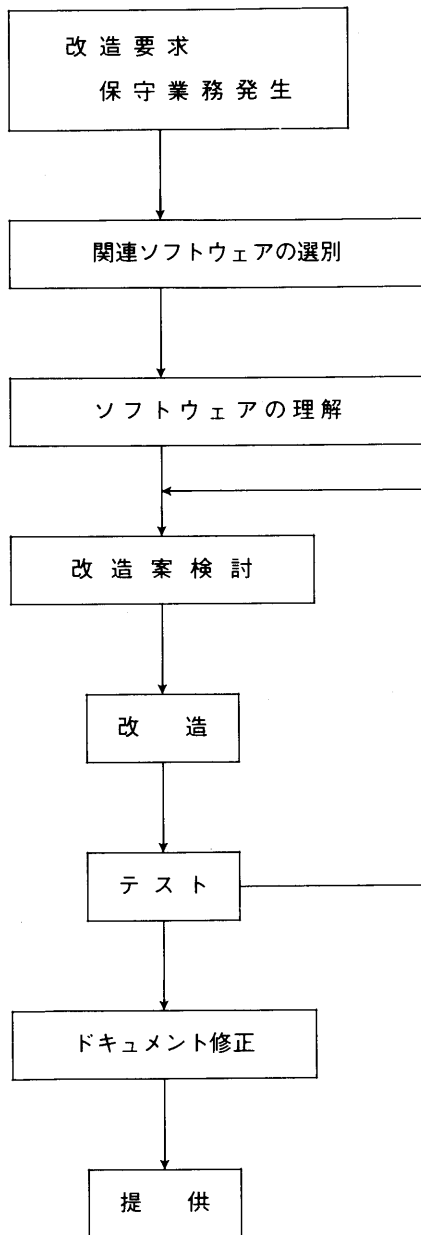 改造要求
保守業務発生
関連ソフトウェアの選別
ソフトウェアの理解
改造案検討
改造
テスト
ドキュメント修正
提供